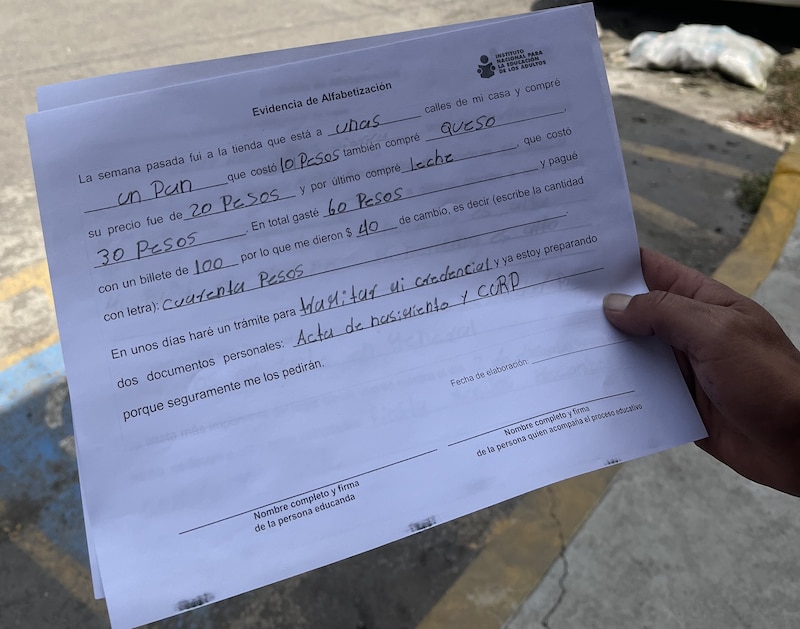 INSTITUTO
NACIONAL PARA
LA EDUCACIÓN
DE LOS ADULTOS
Evidencia de Alfabetización
La semana pasada fui a la tienda que está a unas calles de mi casa y compré
un Pan que costó 10 Pesos también compré queso.
su precio fue de 20 Pesos y por último compré leche, que costó
30 Pesos. En total gasté 60 Pesos y pagué
con un billete de 100 por lo que me dieron $ 40 de cambio, es decir (escribe la cantidad
con letra): cuarenta Pesos.
En unos días haré un trámite para tramitar mi credencial y ya estoy preparando
dos documentos personales: Acta de nasimiento y CURP
porque seguramente me los pedirán.
Fecha de elaboración:
Nombre completo y firma
de la persona educanda
Nombre completo y firma
de la persona quien acompaña el proceso educativo